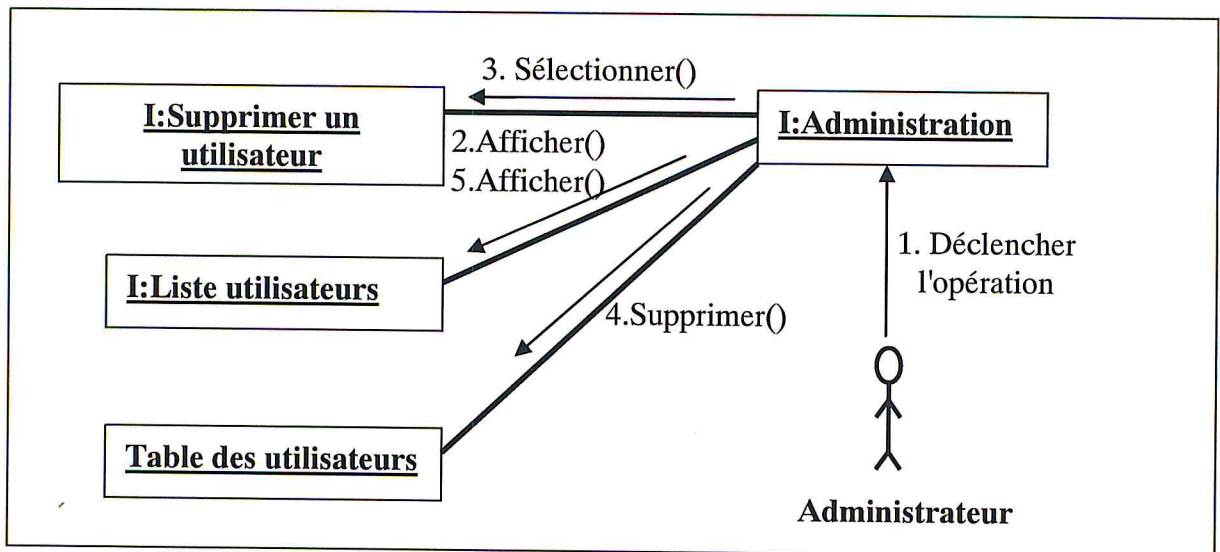 3. Sélectionner()
I:Supprimer un
utilisateur
I:Administration
2.Afficher()
5.Afficher()
1. Déclencher
l'opération
I:Liste utilisateurs
4.Supprimer()
Table des utilisateurs
Administrateur